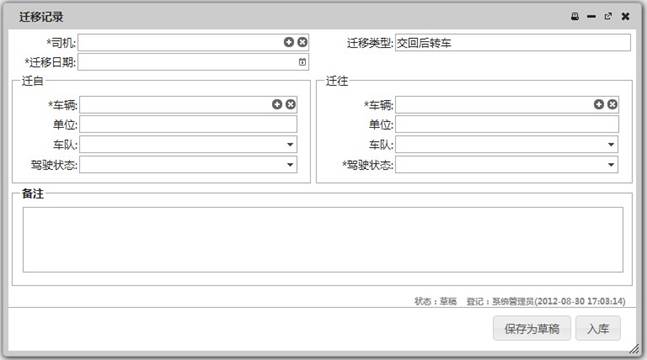 迁移记录
*司机: 迁移类型: 交回后转车
*迁移日期:
迁自 迁往
*车辆: *车辆:
单位: 单位:
车队: 车队:
驾驶状态: *驾驶状态:
备注
状态：草稿 登记：系统管理员(2012-08-30 17:03:14)
保存为草稿 入库